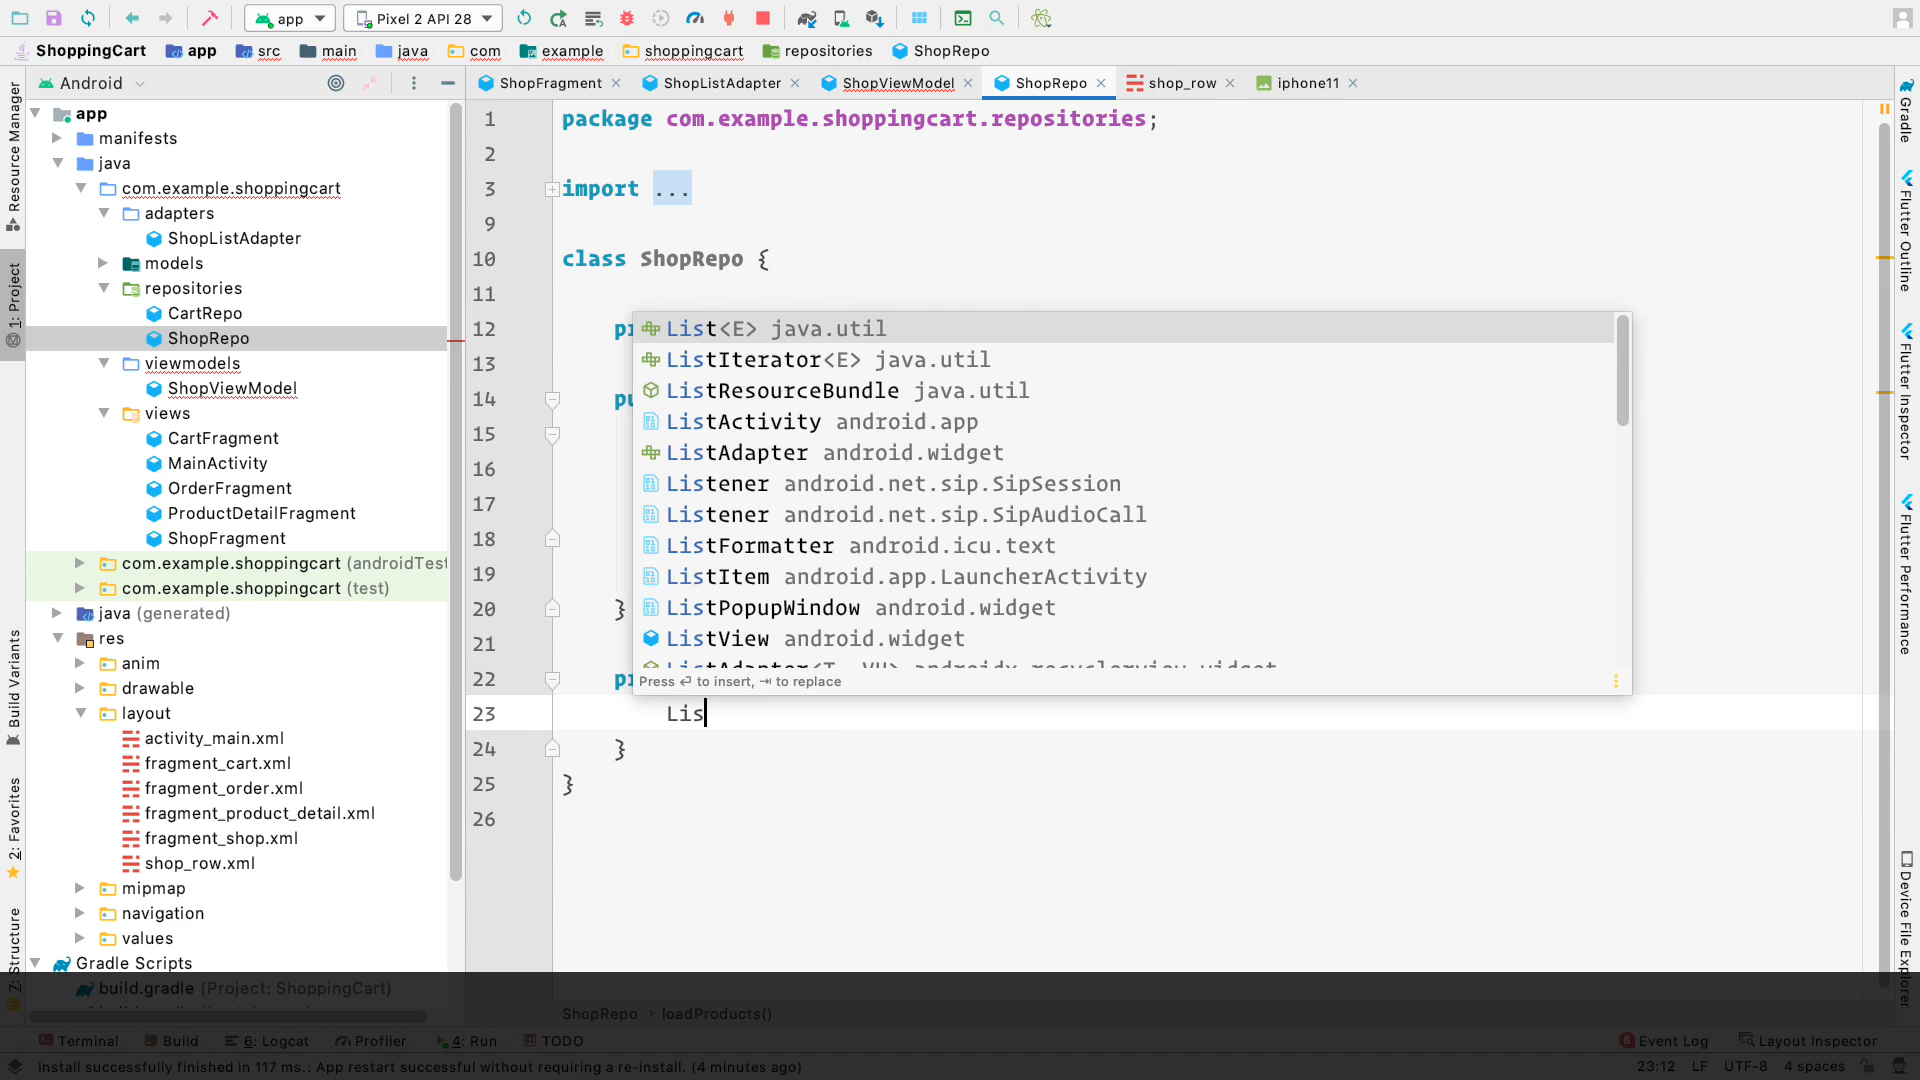 app
Pixel 2 API 28
ShoppingCart app src main java com example shoppingcart repositories ShopRepo
Android
ShopFragment ShopListAdapter ShopViewModel ShopRepo shop_row iphone11
Resource Manager
1: Project
Build Variants
2: Favorites
Z: Structure
app
manifests
java
com.example.shoppingcart
adapters
ShopListAdapter
models
repositories
CartRepo
ShopRepo
viewmodels
ShopViewModel
views
CartFragment
MainActivity
OrderFragment
ProductDetailFragment
ShopFragment
com.example.shoppingcart (androidTest
com.example.shoppingcart (test)
java (generated)
res
anim
drawable
layout
activity_main.xml
fragment_cart.xml
fragment_order.xml
fragment_product_detail.xml
fragment_shop.xml
shop_row.xml
mipmap
navigation
values
Gradle Scripts
build.gradle (Project: ShoppingCart)
1 package com.example.shoppingcart.repositories;
2
3 import ...
9
10 class ShopRepo {
11
12 pr
13
14 pu
15
16
17
18
19
20 }
21
22 pr
23 Lis
24 }
25 }
26
List<E> java.util
ListIterator<E> java.util
ListResourceBundle java.util
ListActivity android.app
ListAdapter android.widget
Listener android.net.sip.SipSession
Listener android.net.sip.SipAudioCall
ListFormatter android.icu.text
ListItem android.app.LauncherActivity
ListPopupWindow android.widget
ListView android.widget
ListAdapter<T, VH> androidx.recyclerview.widget
Press ⏎ to insert, ⇥ to replace
Gradle
Flutter Outline
Flutter Inspector
Flutter Performance
Device File Explorer
ShopRepo › loadProducts()
Terminal Build 6: Logcat Profiler 4: Run TODO Event Log Layout Inspector
Install successfully finished in 117 ms.: App restart successful without requiring a re-install. (4 minutes ago) 23:12 LF UTF-8 4 spaces